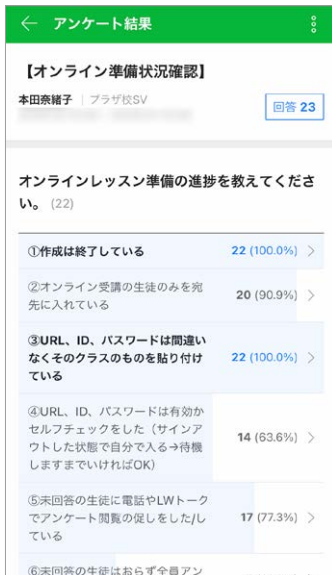 アンケート結果
【オンライン準備状況確認】
本田奈緒子 | プラザ校SV
回答 23
オンラインレッスン準備の進捗を教えてくださ
い。 (22)
①作成は終了している 22 (100.0%)
②オンライン受講の生徒のみを宛
先に入れている 20 (90.9%)
③URL、ID、パスワードは間違い
なくそのクラスのものを貼り付け
ている 22 (100.0%)
④URL、ID、パスワードは有効か
セルフチェックをした（サインア
ウトした状態で自分で入る→待機
しますまでいければOK） 14 (63.6%)
⑤未回答の生徒に電話やLWトーク
でアンケート閲覧の促しをした/し
ている 17 (77.3%)
⑥未回答の生徒はおらず全員アン